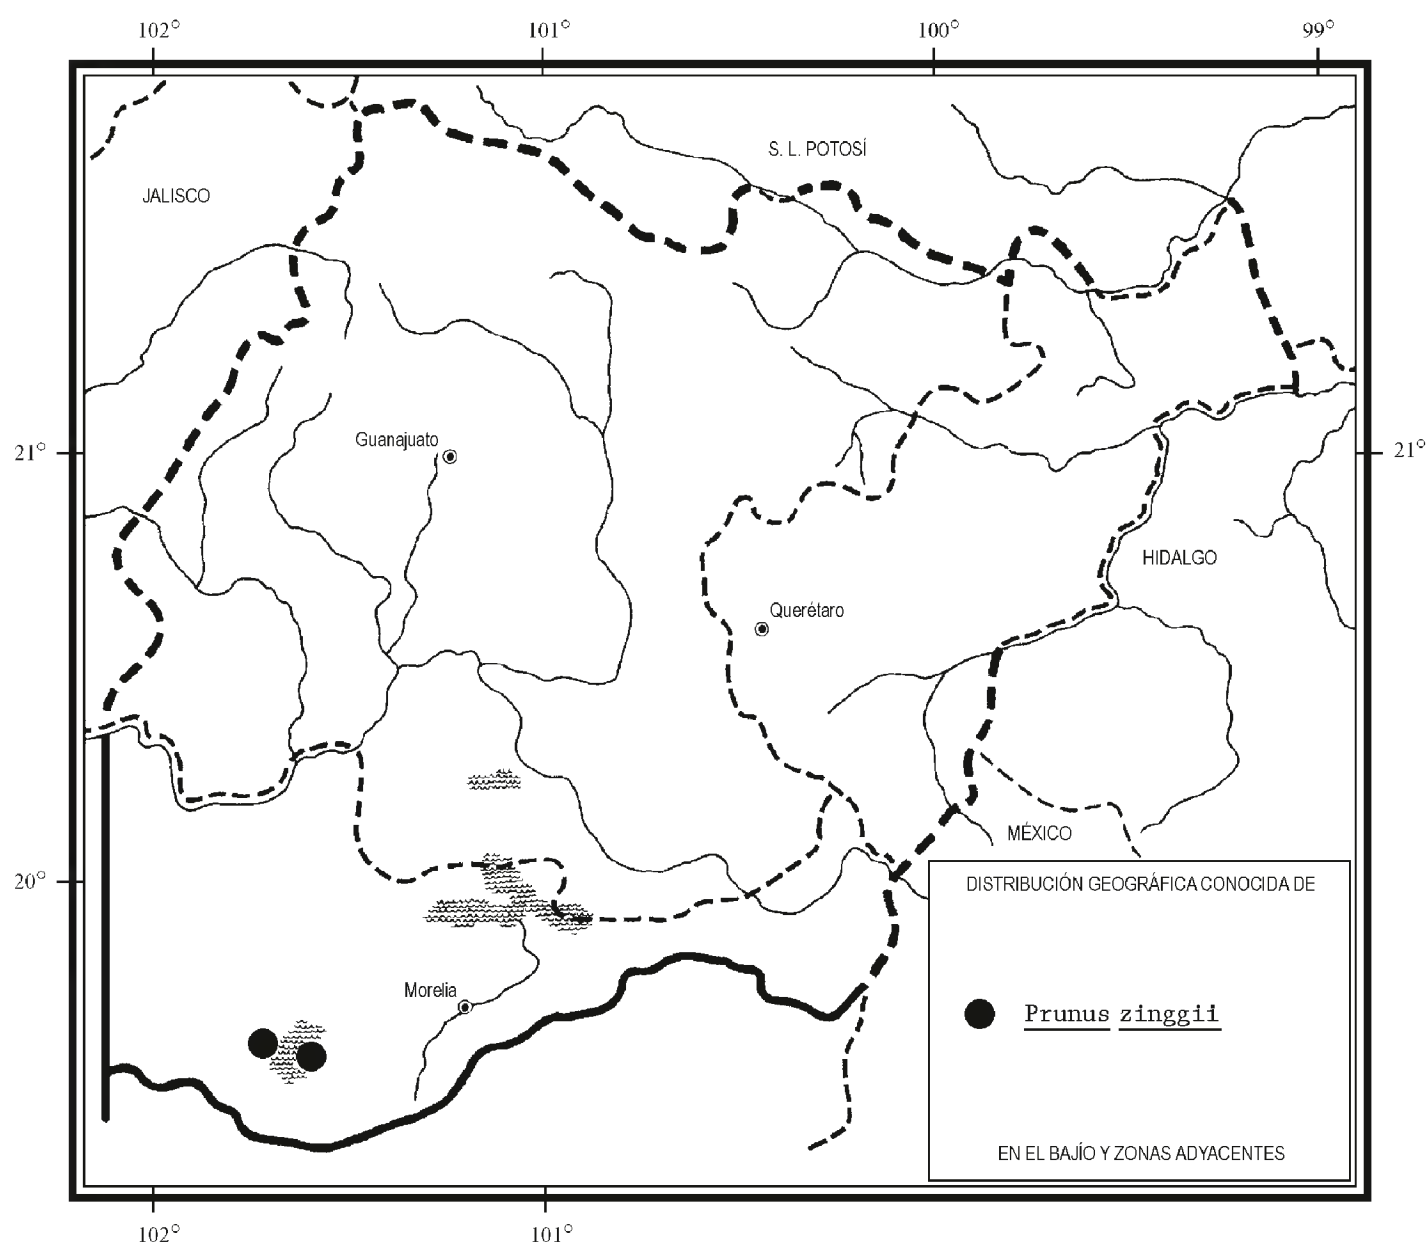 102° 101° 100° 99°
S. L. POTOSÍ
JALISCO
Guanajuato
21° 21°
HIDALGO
Querétaro
MÉXICO
20°
DISTRIBUCIÓN GEOGRÁFICA CONOCIDA DE
Morelia
Prunus zinggii
EN EL BAJÍO Y ZONAS ADYACENTES
102° 101°